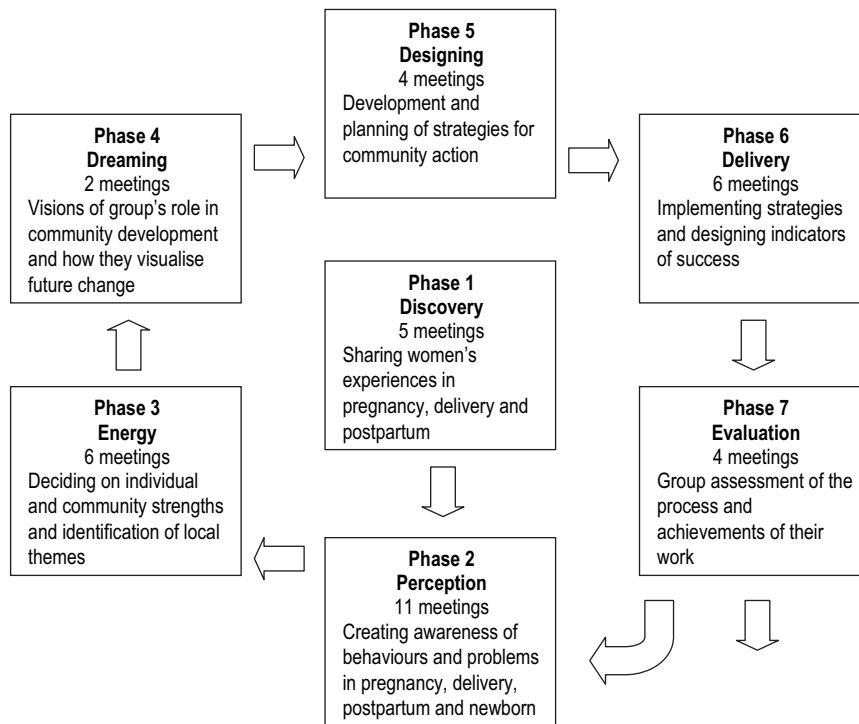 Phase 1
Discovery
5 meetings
Sharing women's
experiences in
pregnancy, delivery and
postpartum
Phase 2
Perception
11 meetings
Creating awareness of
behaviours and problems
in pregnancy, delivery,
postpartum and newborn
Phase 3
Energy
6 meetings
Deciding on individual
and community strengths
and identification of local
themes
Phase 4
Dreaming
2 meetings
Visions of group's role in
community development
and how they visualise
future change
Phase 5
Designing
4 meetings
Development and
planning of strategies for
community action
Phase 6
Delivery
6 meetings
Implementing strategies
and designing indicators
of success
Phase 7
Evaluation
4 meetings
Group assessment of the
process and
achievements of their
work